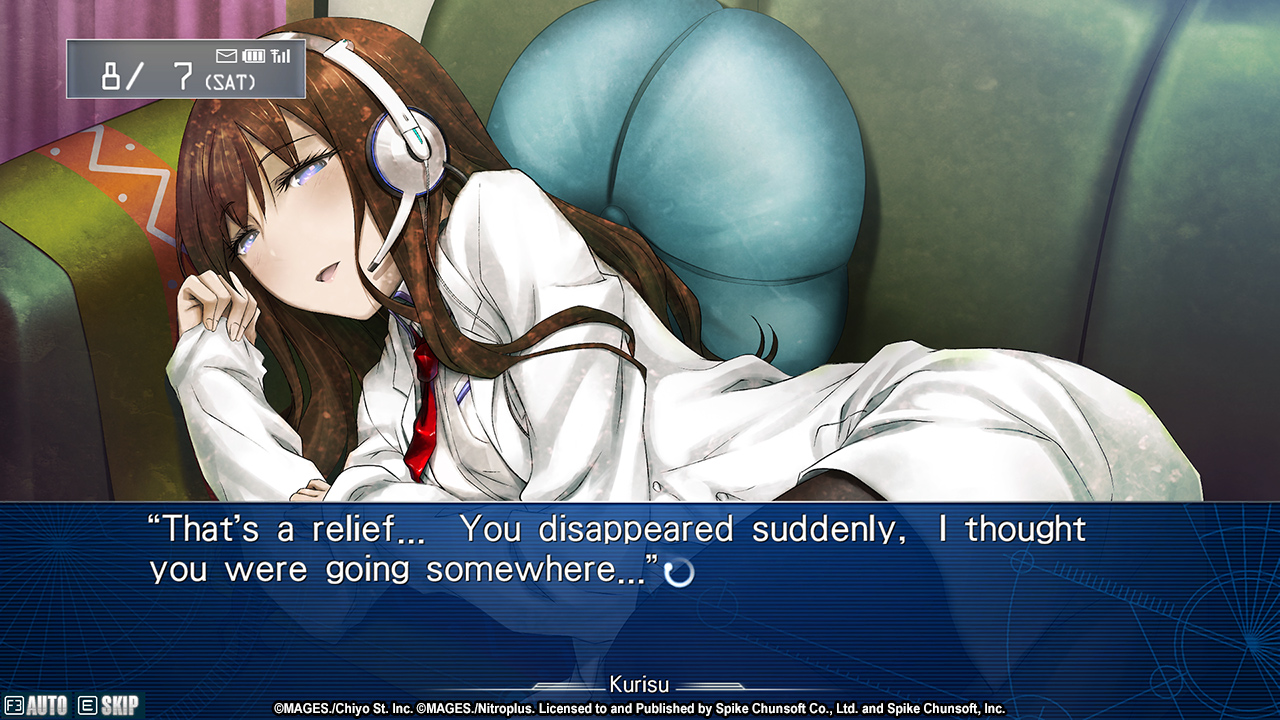 8/ 7 (SAT)
“That's a relief... You disappeared suddenly, I thought
you were going somewhere...”
Kurisu
F3 AUTO E SKIP
©MAGES./Chiyo St. Inc. ©MAGES./Nitroplus. Licensed to and Published by Spike Chunsoft Co., Ltd. and Spike Chunsoft, Inc.